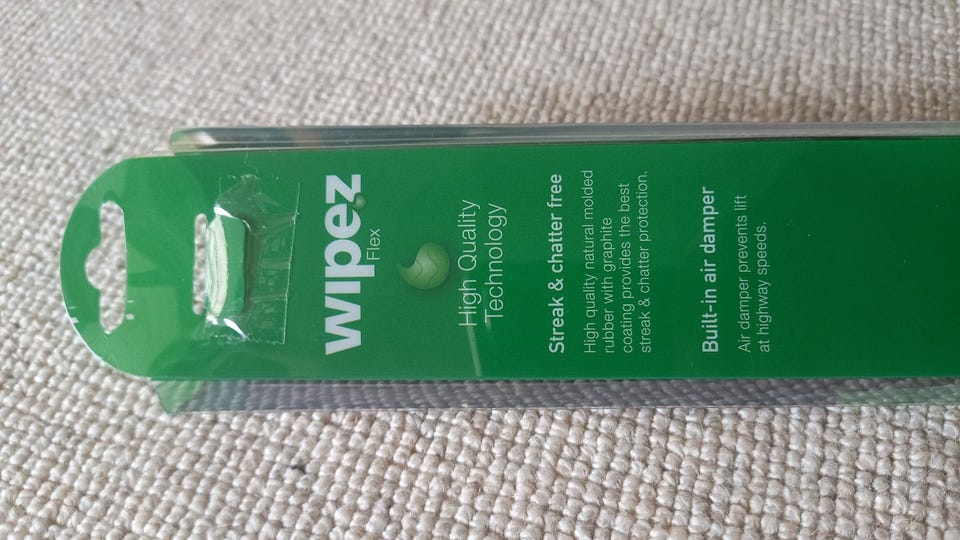 wipez
Flex
High Quality
Technology
Streak & chatter free
High quality natural molded
rubber with graphite
coating provides the best
streak & chatter protection.
Built-in air damper
Air damper prevents lift
at highway speeds.